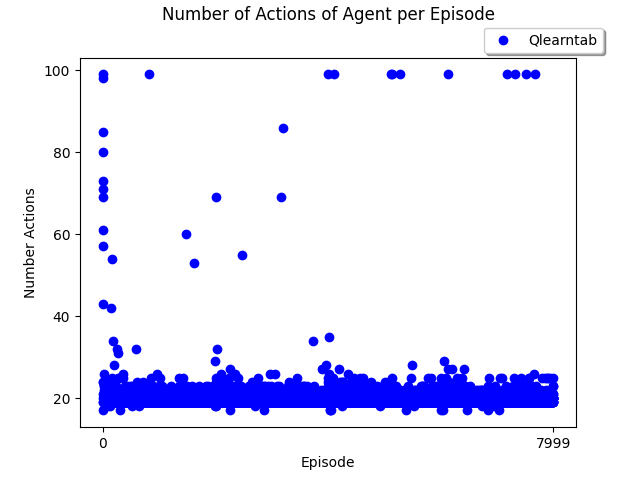 Number of Actions of Agent per Episode
Qlearntab
100
80
60
40
20
Number Actions
0
7999
Episode